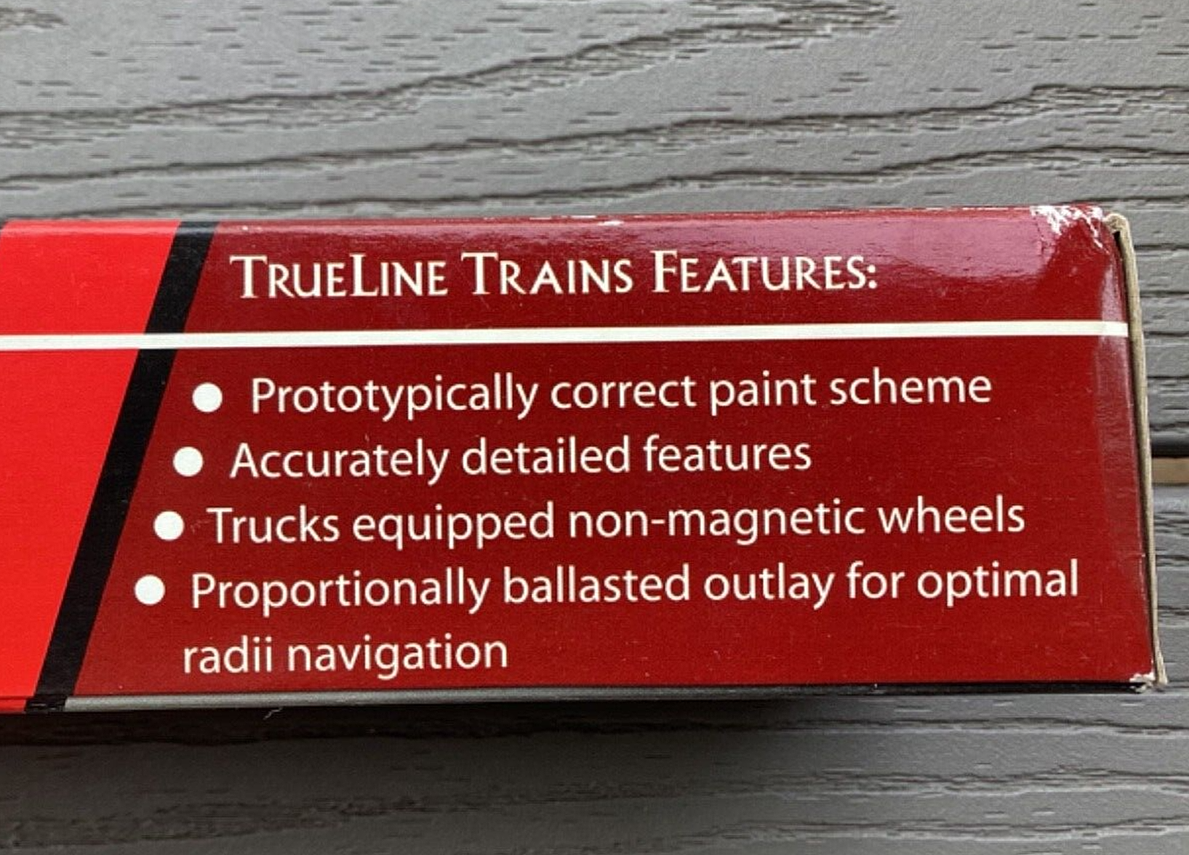 TRUELINE TRAINS FEATURES:
● Prototypically correct paint scheme
● Accurately detailed features
● Trucks equipped non-magnetic wheels
● Proportionally ballasted outlay for optimal
radii navigation